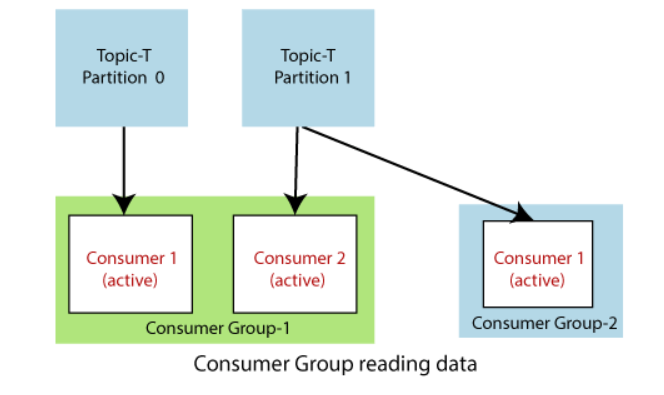 Topic-T
Partition 0
Topic-T
Partition 1
Consumer 1
(active)
Consumer 2
(active)
Consumer 1
(active)
Consumer Group-1
Consumer Group-2
Consumer Group reading data